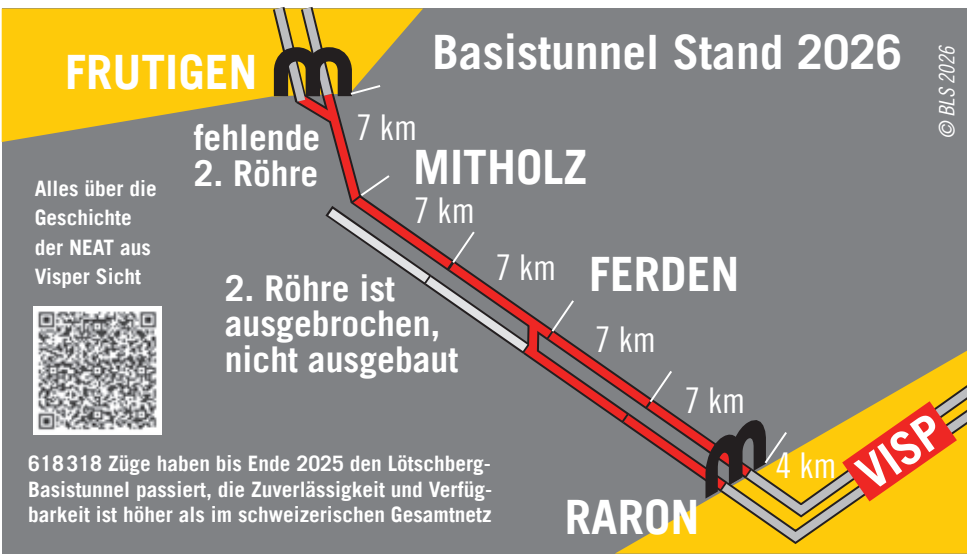 Basistunnel Stand 2026
© BLS 2026
FRUTIGEN
7 km
fehlende
2. Röhre
MITHOLZ
7 km
Alles über die
Geschichte
der NEAT aus
Visper Sicht
7 km
FERDEN
2. Röhre ist
ausgebrochen,
nicht ausgebaut
7 km
7 km
4 km
VISP
RARON
618318 Züge haben bis Ende 2025 den Lötschberg-
Basistunnel passiert, die Zuverlässigkeit und Verfüg-
barkeit ist höher als im schweizerischen Gesamtnetz